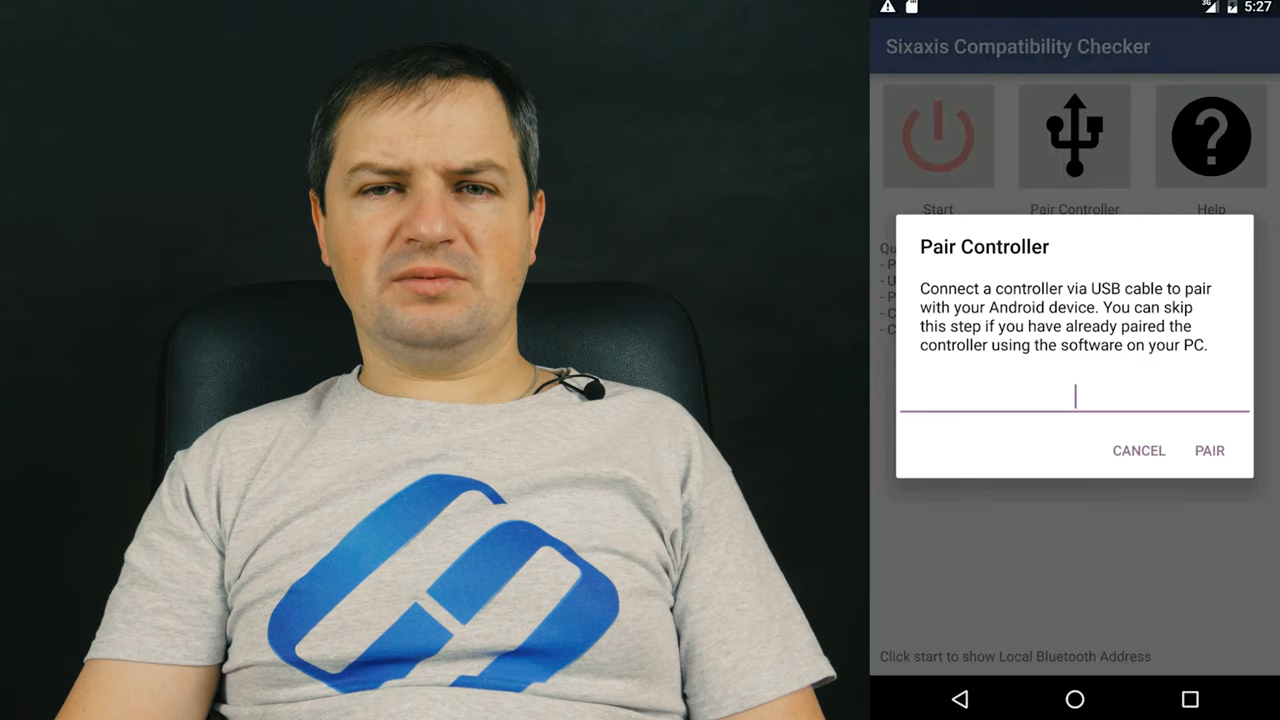 3G 5:27
Sixaxis Compatibility Checker
Start Pair Controller Help
Pair Controller
Connect a controller via USB cable to pair
with your Android device. You can skip
this step if you have already paired the
controller using the software on your PC.
CANCEL PAIR
Click start to show Local Bluetooth Address